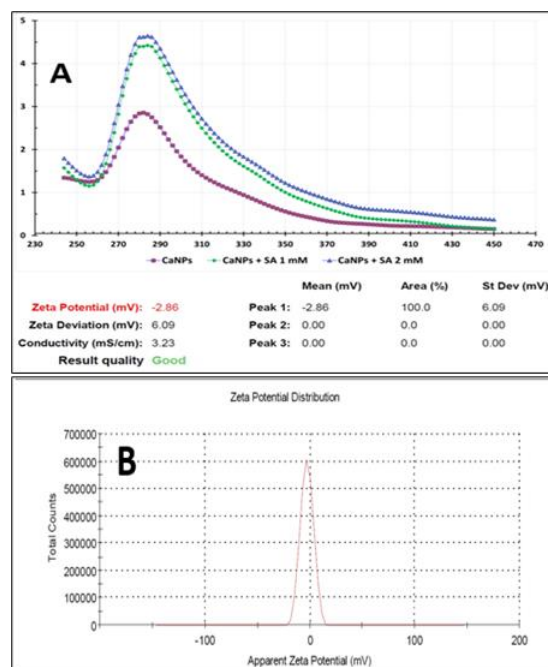 5
A
4
3
2
1
0
230 250 270 290 310 330 350 370 390 410 430 450 470
CaNPs CaNPs + SA 1 mM CaNPs + SA 2 mM
Mean (mV) Area (%) St Dev (mV)
Zeta Potential (mV): -2.86 Peak 1: -2.86 100.0 6.09
Zeta Deviation (mV): 6.09 Peak 2: 0.00 0.0 0.00
Conductivity (mS/cm): 3.23 Peak 3: 0.00 0.0 0.00
Result quality Good
Zeta Potential Distribution
B
700000
600000
500000
400000
300000
200000
100000
0
Total Counts
-100 0 100 200
Apparent Zeta Potential (mV)